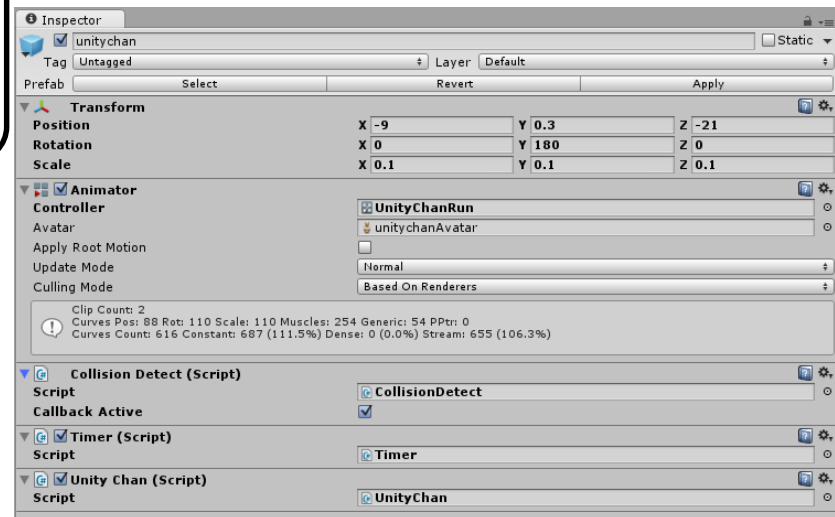 Inspector
unitychan Static
Tag Untagged Layer Default
Prefab Select Revert Apply
Transform
Position X -9 Y 0.3 Z -21
Rotation X 0 Y 180 Z 0
Scale X 0.1 Y 0.1 Z 0.1
Animator
Controller UnityChanRun
Avatar unitychanAvatar
Apply Root Motion
Update Mode Normal
Culling Mode Based On Renderers
Clip Count: 2
Curves Pos: 88 Rot: 110 Scale: 110 Muscles: 254 Generic: 54 PPtr: 0
Curves Count: 616 Constant: 687 (111.5%) Dense: 0 (0.0%) Stream: 655 (106.3%)
Collision Detect (Script)
Script CollisionDetect
Callback Active
Timer (Script)
Script Timer
Unity Chan (Script)
Script UnityChan